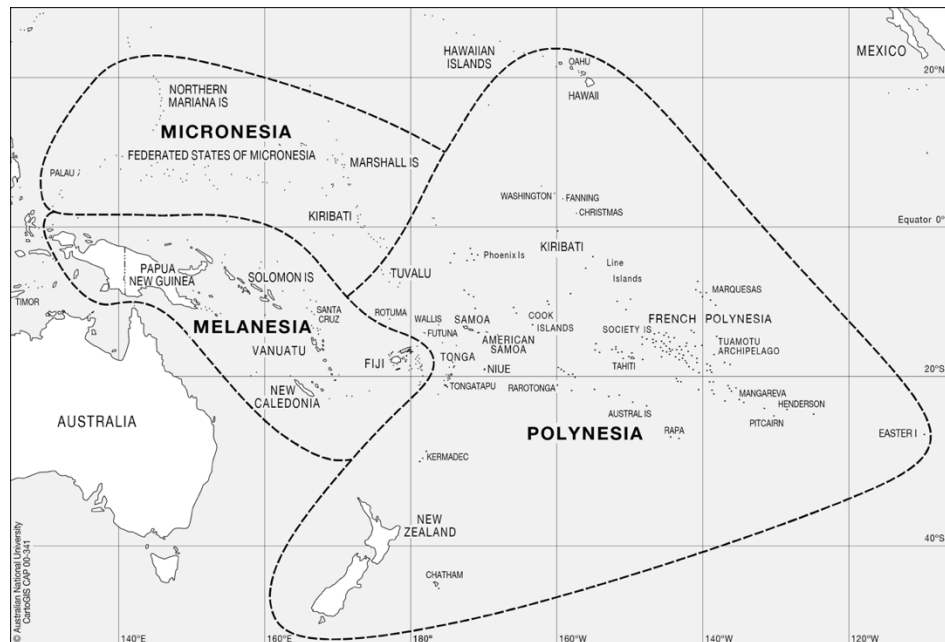 HAWAIIAN
ISLANDS
OAHU
HAWAII
MEXICO
20°N
NORTHERN
MARIANA IS
MICRONESIA
FEDERATED STATES OF MICRONESIA
MARSHALL IS
PALAU
KIRIBATI
WASHINGTON
FANNING
CHRISTMAS
Equator 0°
KIRIBATI
Phoenix Is
Line
Islands
TUVALU
PAPUA
NEW GUINEA
SOLOMON IS
TIMOR
SANTA
CRUZ
MELANESIA
VANUATU
NEW
CALEDONIA
FIJI
ROTUMA
WALLIS
FUTUNA
SAMOA
AMERICAN
SAMOA
TONGA
NIUE
TONGATAPU
COOK
ISLANDS
RAROTONGA
MARQUESAS
SOCIETY IS
FRENCH POLYNESIA
TUAMOTU
ARCHIPELAGO
TAHITI
20°S
MANGAREVA
HENDERSON
PITCAIRN
AUSTRAL IS
RAPA
EASTER I
POLYNESIA
AUSTRALIA
KERMADEC
NEW
ZEALAND
CHATHAM
40°S
© Australian National University
CartoGIS CAP 00-341
140°E
160°E
180°
160°W
140°W
120°W